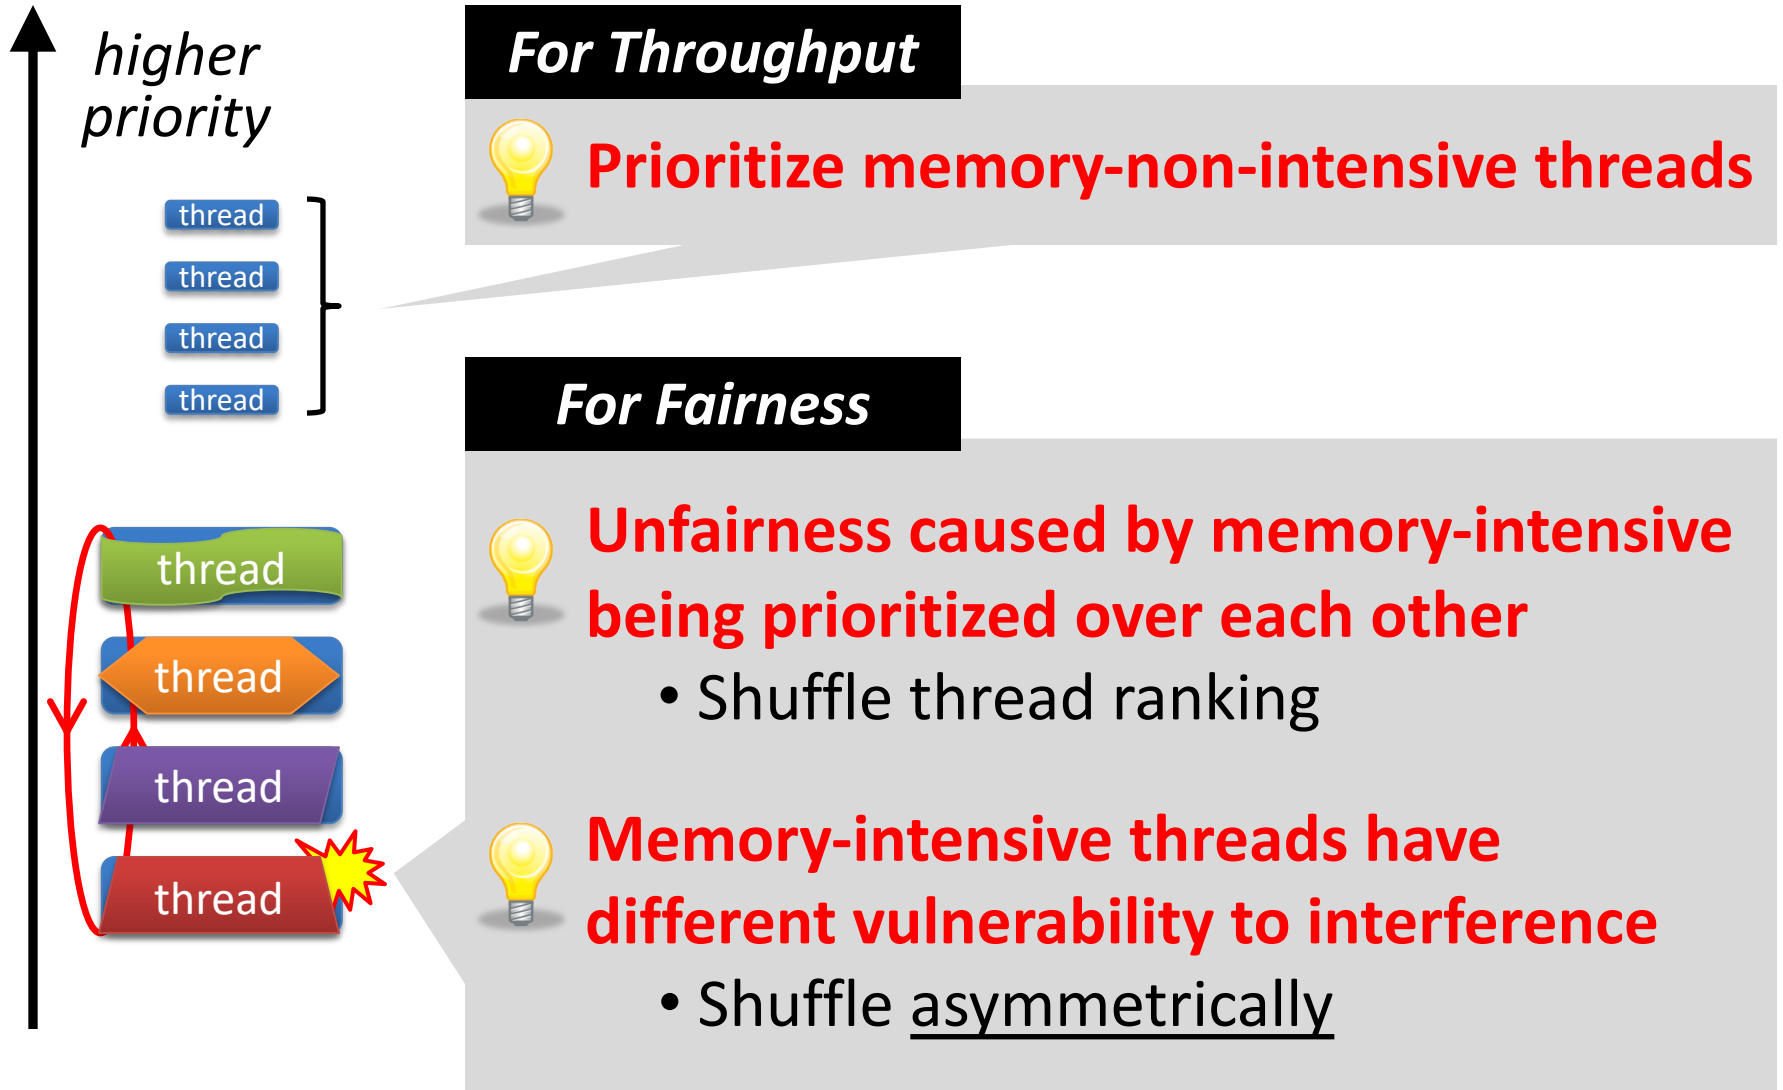 higher
priority
thread
thread
thread
thread
thread
thread
thread
thread
For Throughput
Prioritize memory-non-intensive threads
For Fairness
Unfairness caused by memory-intensive
being prioritized over each other
• Shuffle thread ranking
Memory-intensive threads have
different vulnerability to interference
• Shuffle asymmetrically